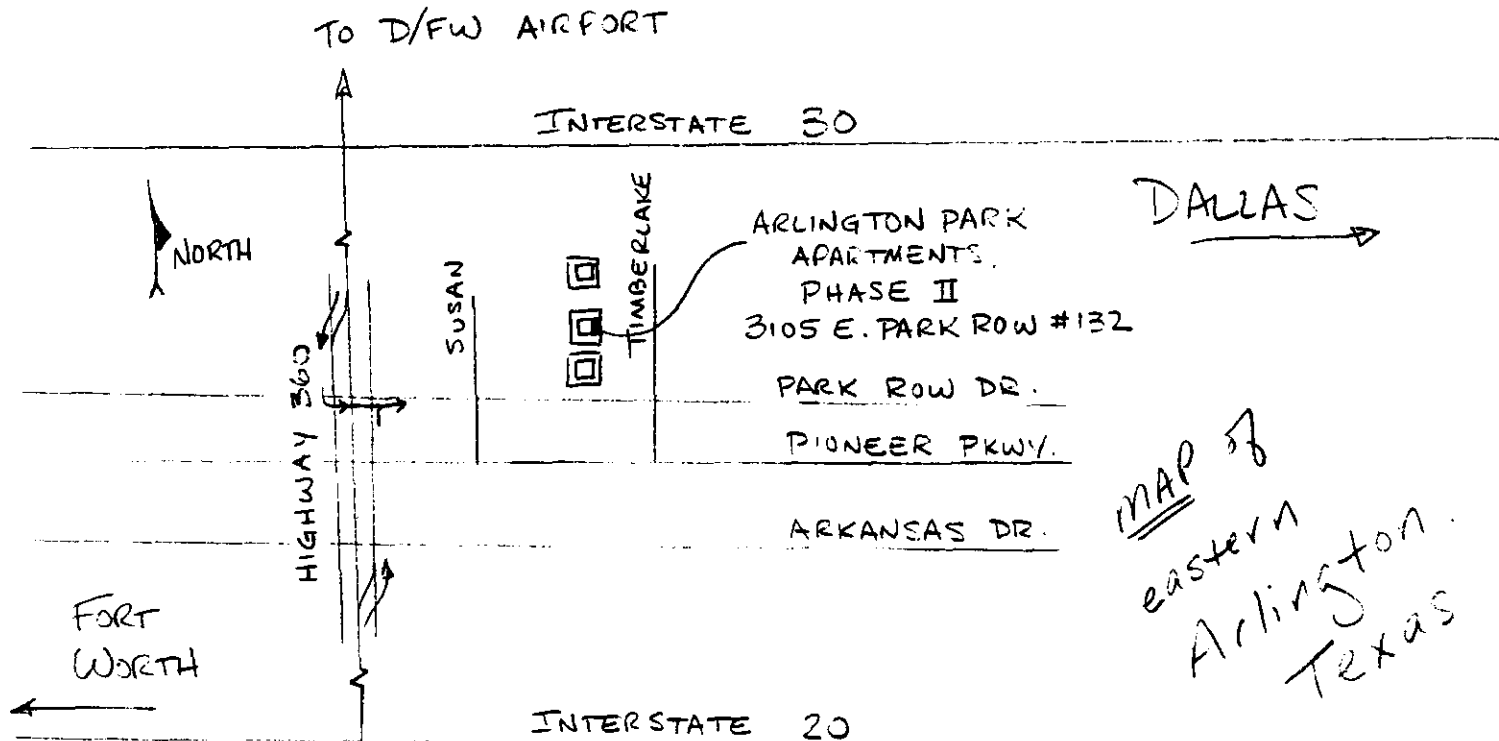 TO D/FW AIRPORT
INTERSTATE 30
DALLAS
NORTH
SUSAN
TIMBERLAKE
ARLINGTON PARK
APARTMENTS
PHASE II
3105 E. PARK ROW #132
HIGHWAY 360
PARK ROW DR.
PIONEER PKWY.
ARKANSAS DR.
MAP of
eastern
Arlington
Texas
FORT
WORTH
INTERSTATE 20